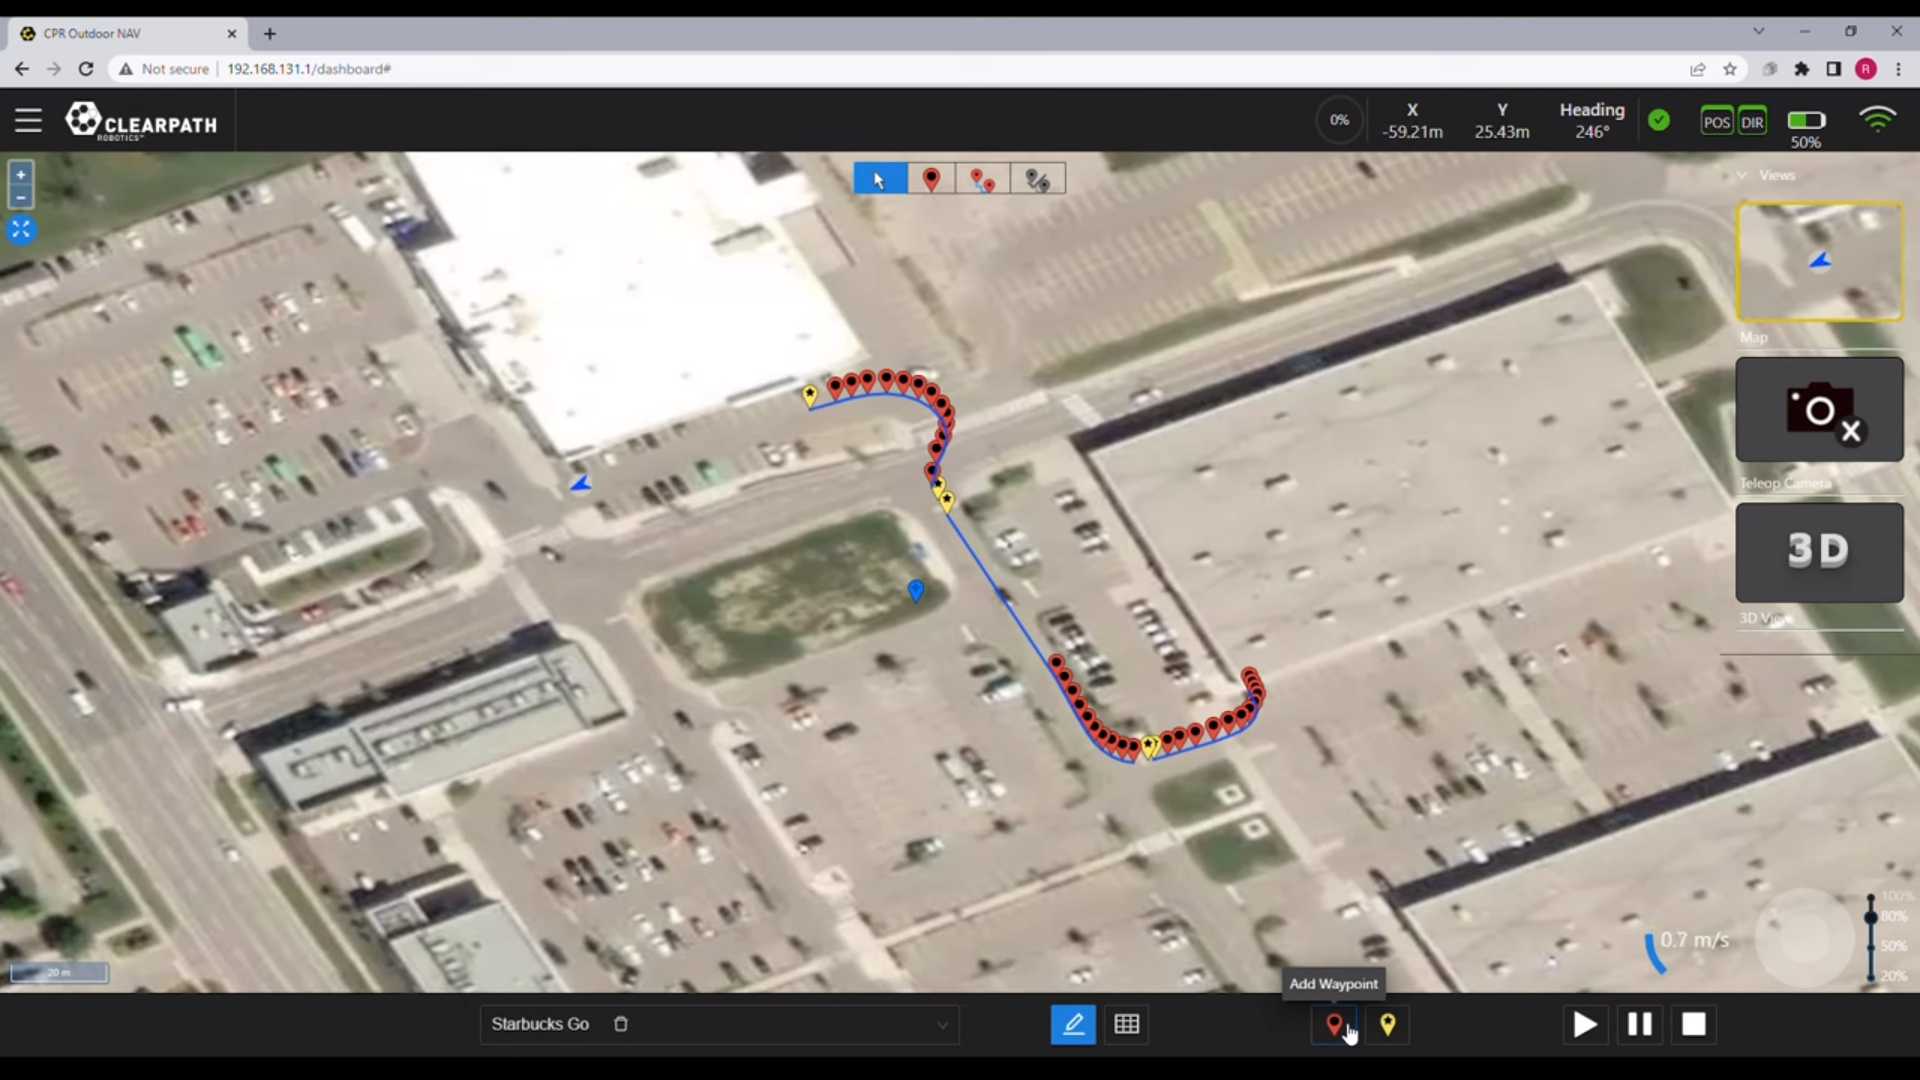 CPR Outdoor NAV
Not secure
192.168.131.1/dashboard#
R
CLEARPATH
ROBOTICS™
0%
X
-59.21m
Y
25.43m
Heading
246°
POS
DIR
50%
Views
Map
Teleop Camera
3D
3D View
100%
80%
50%
20%
0.7 m/s
20 m
Add Waypoint
Starbucks Go